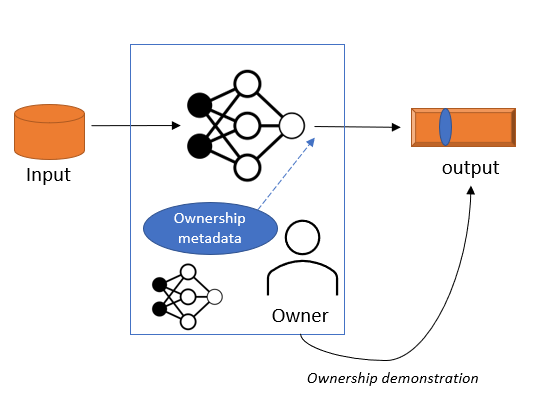 Input
output
Ownership
metadata
Owner
Ownership demonstration